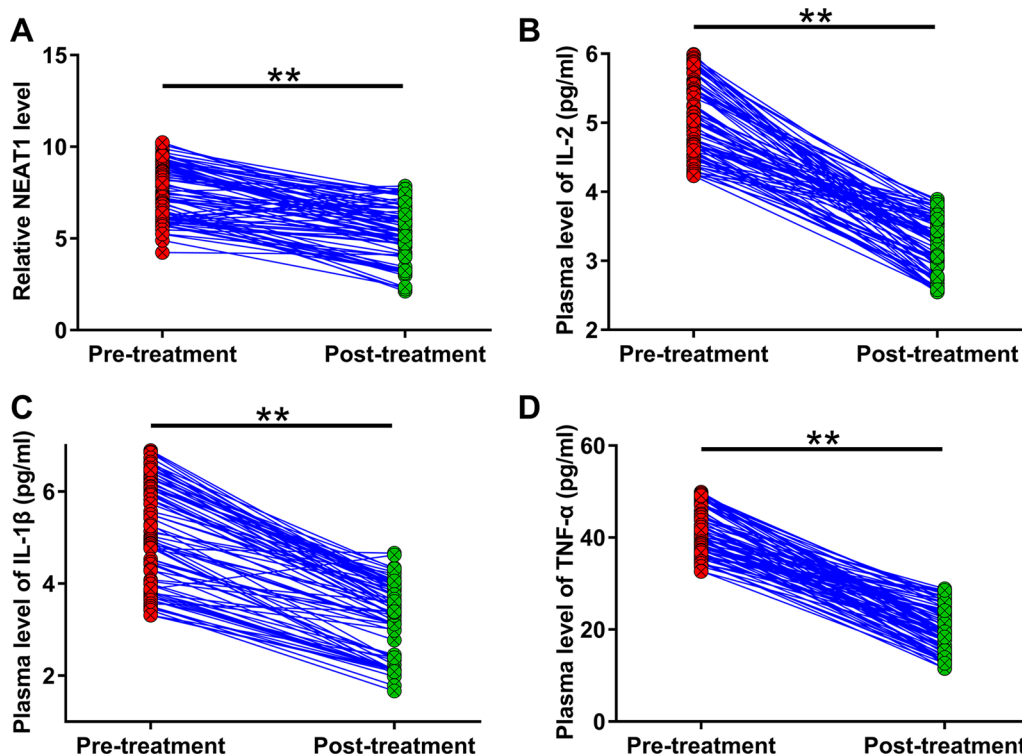 A
Relative NEAT1 level
15
10
5
0
**
Pre-treatment Post-treatment
B
Plasma level of IL-2 (pg/ml)
6
5
4
3
2
**
Pre-treatment Post-treatment
C
Plasma level of IL-1β (pg/ml)
6
4
2
**
Pre-treatment Post-treatment
D
Plasma level of TNF-α (pg/ml)
60
40
20
0
**
Pre-treatment Post-treatment